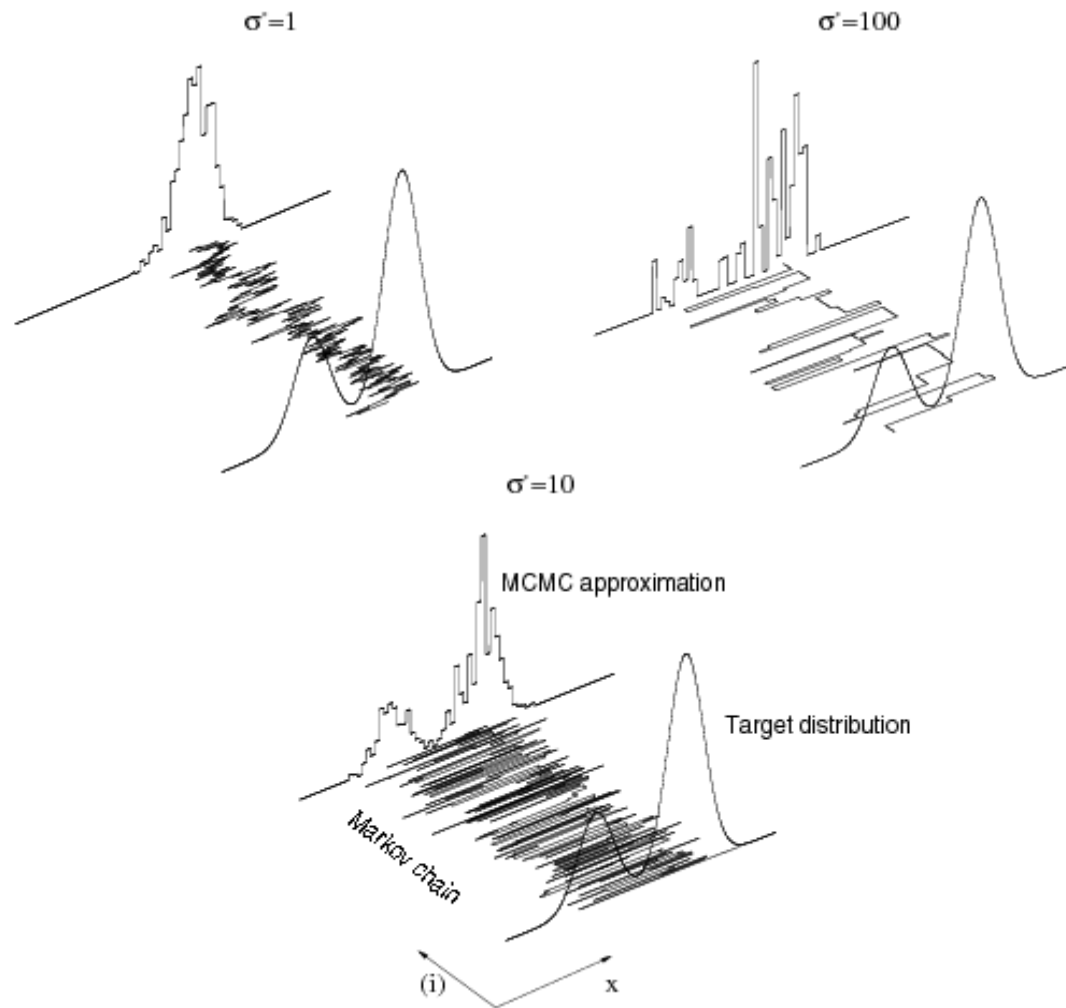 σ*=1
σ*=100
σ*=10
MCMC approximation
Target distribution
Markov chain
(i)
x